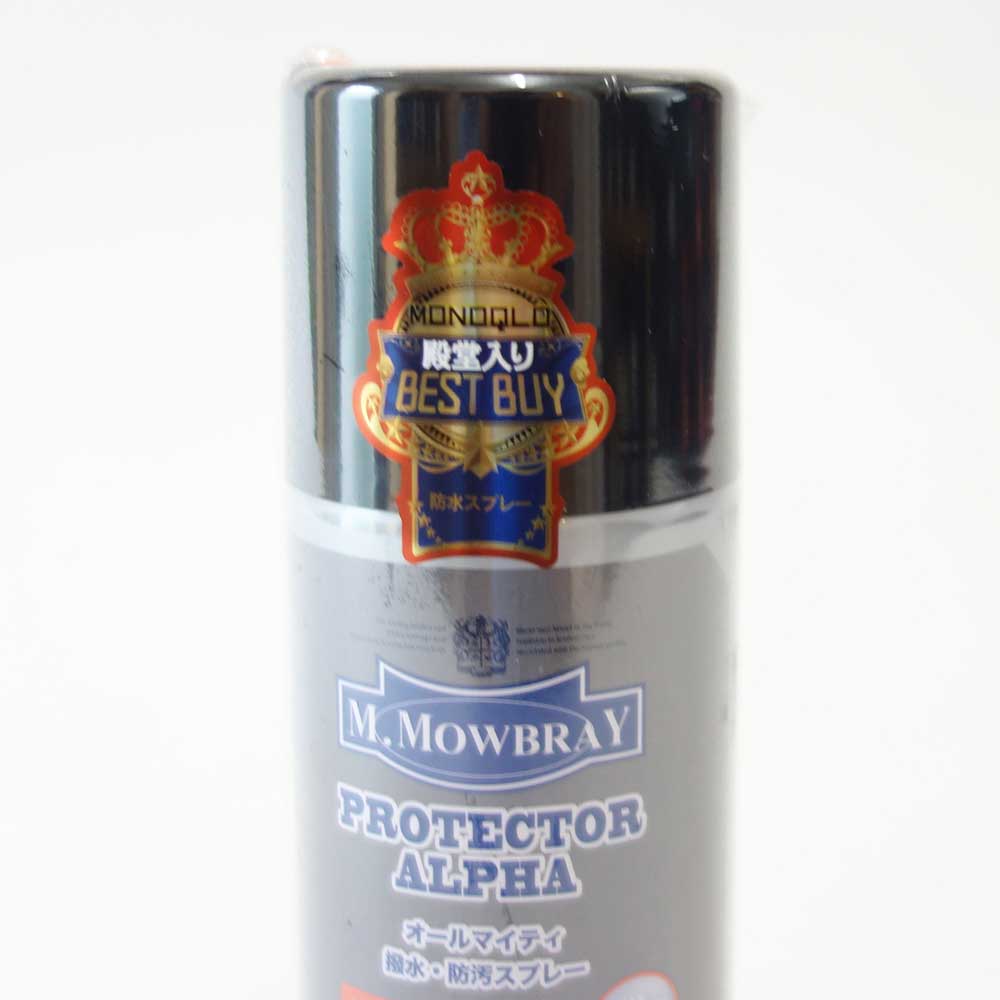 MONOQLO
殿堂入り
BEST BUY
防水スプレー
M. MOWBRAY
PROTECTOR
ALPHA
オールマイティ
撥水・防汚スプレー